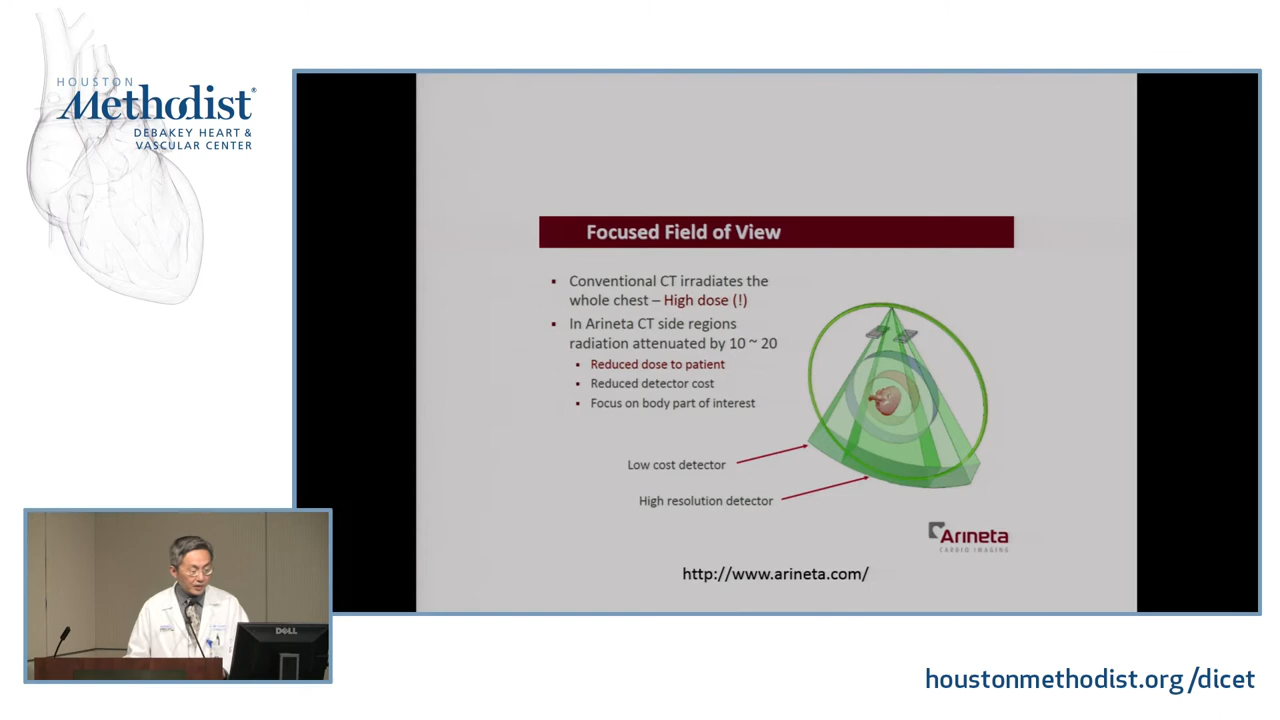 HOUSTON
Methodist®
DEBAKEY HEART &
VASCULAR CENTER
Focused Field of View
▪ Conventional CT irradiates the
whole chest – High dose (!)
▪ In Arineta CT side regions
radiation attenuated by 10 ~ 20
▪ Reduced dose to patient
▪ Reduced detector cost
▪ Focus on body part of interest
Low cost detector
High resolution detector
Arineta
CARDIO IMAGING
http://www.arineta.com/
DELL
houstonmethodist.org/dicet